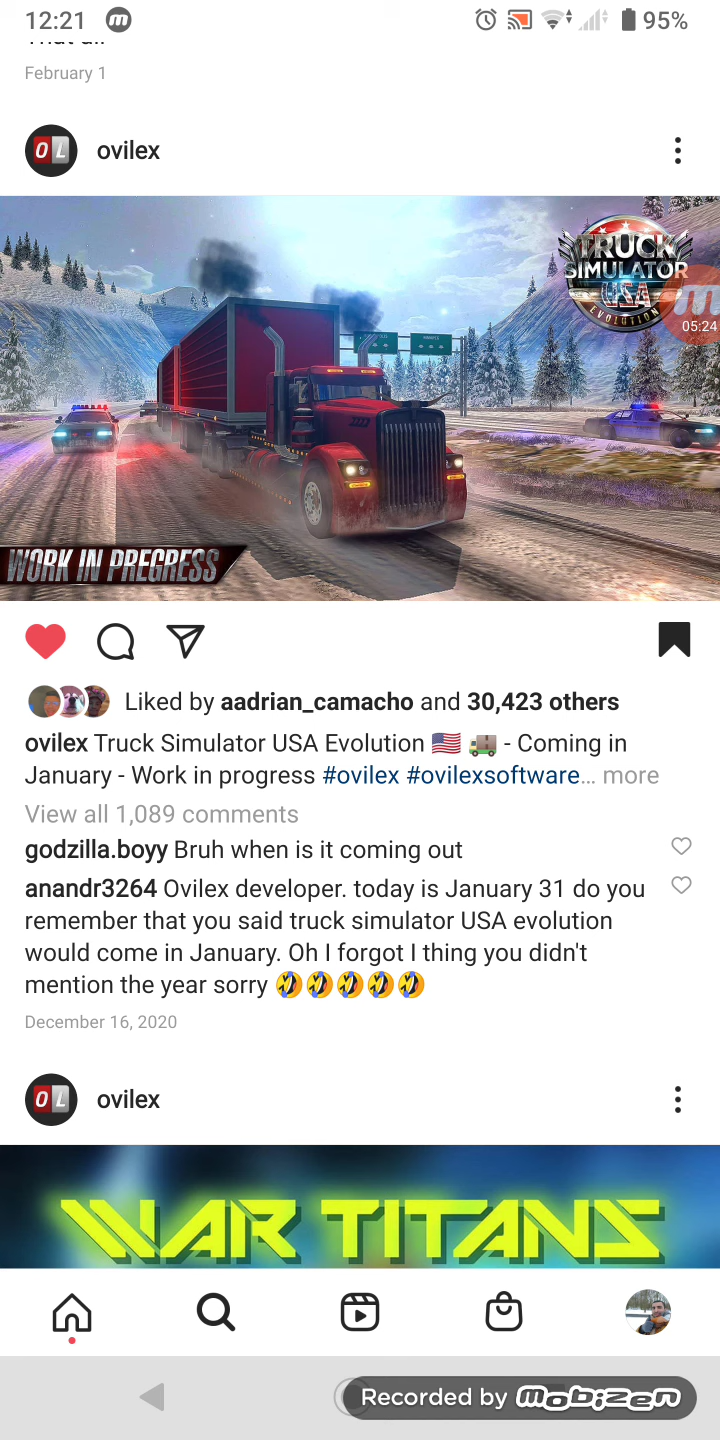 12:21
95%
February 1
OL
ovilex
TRUCK
SIMULATOR
USA
EVOLUTION
05:24
WORK IN PREGRESS
Liked by aadrian_camacho and 30,423 others
ovilex Truck Simulator USA Evolution 🇺🇸 🚚 - Coming in
January - Work in progress #ovilex #ovilexsoftware... more
View all 1,089 comments
godzilla.boyy Bruh when is it coming out
anandr3264 Ovilex developer. today is January 31 do you
remember that you said truck simulator USA evolution
would come in January. Oh I forgot I thing you didn't
mention the year sorry 🤣🤣🤣🤣🤣
December 16, 2020
OL
ovilex
WAR TITANS
Recorded by Mobizen